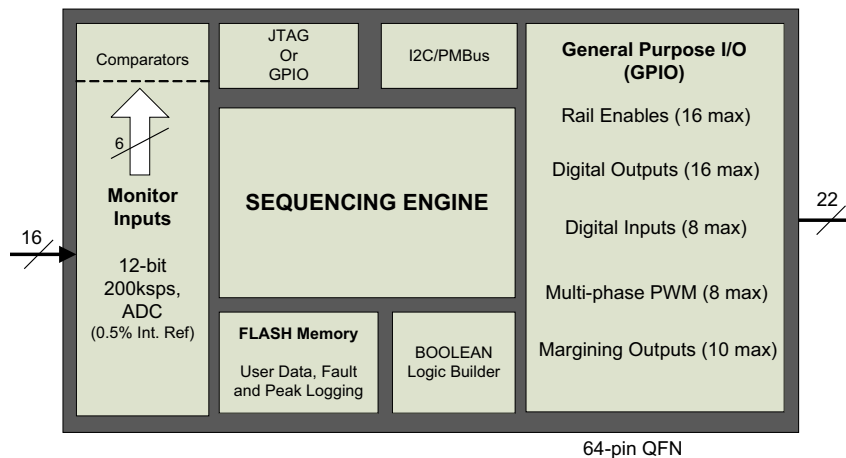 Comparators
6
Monitor
Inputs
16
12-bit
200ksps,
ADC
(0.5% Int. Ref)
JTAG
Or
GPIO
I2C/PMBus
SEQUENCING ENGINE
FLASH Memory
User Data, Fault
and Peak Logging
BOOLEAN
Logic Builder
General Purpose I/O
(GPIO)
Rail Enables (16 max)
Digital Outputs (16 max)
Digital Inputs (8 max)
Multi-phase PWM (8 max)
Margining Outputs (10 max)
22
64-pin QFN